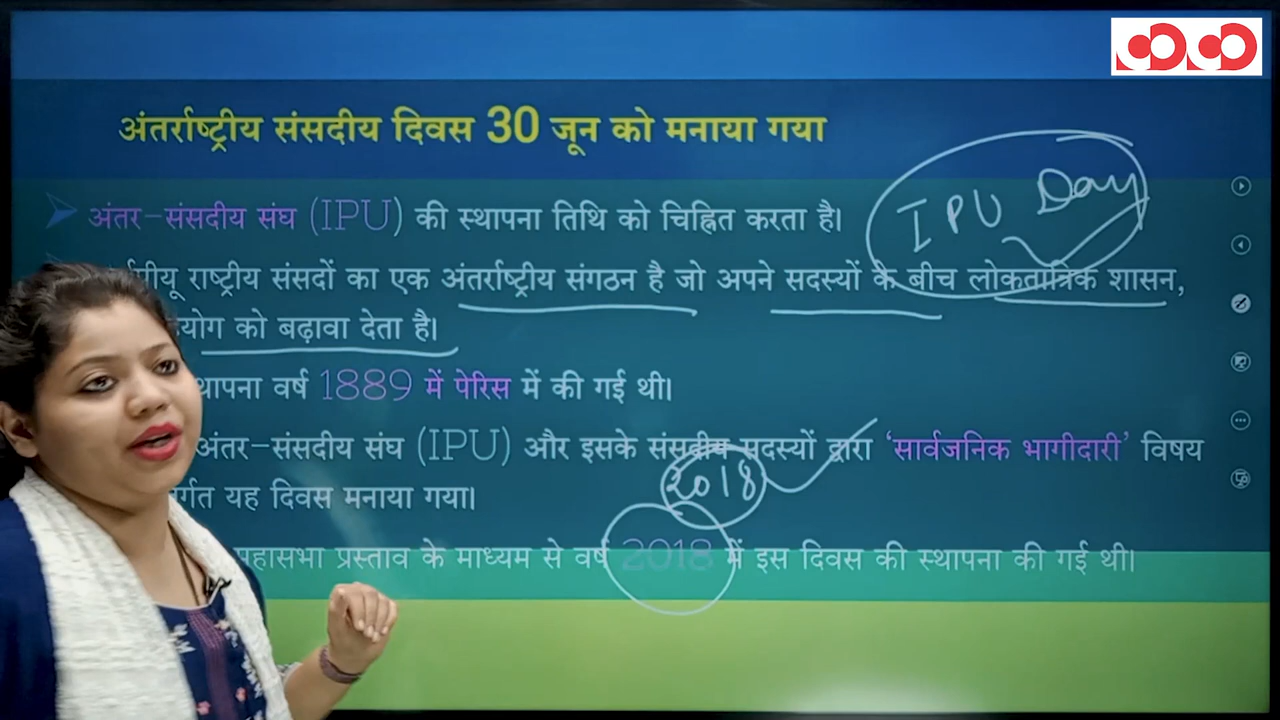 अंतर्राष्ट्रीय संसदीय दिवस 30 जून को मनाया गया
IPU Day
अंतर-संसदीय संघ (IPU) की स्थापना तिथि को चिह्नित करता है।
राष्ट्रीय संसदों का एक अंतर्राष्ट्रीय संगठन है जो अपने सदस्यों के बीच लोकतांत्रिक शासन,
को बढ़ावा देता है।
वर्ष 1889 में पेरिस में की गई थी।
अंतर-संसदीय संघ (IPU) और इसके संसदीय सदस्यों द्वारा 'सार्वजनिक भागीदारी' विषय
2018
यह दिवस मनाया गया।
प्रस्ताव के माध्यम से वर्ष 2018 में इस दिवस की स्थापना की गई थी।